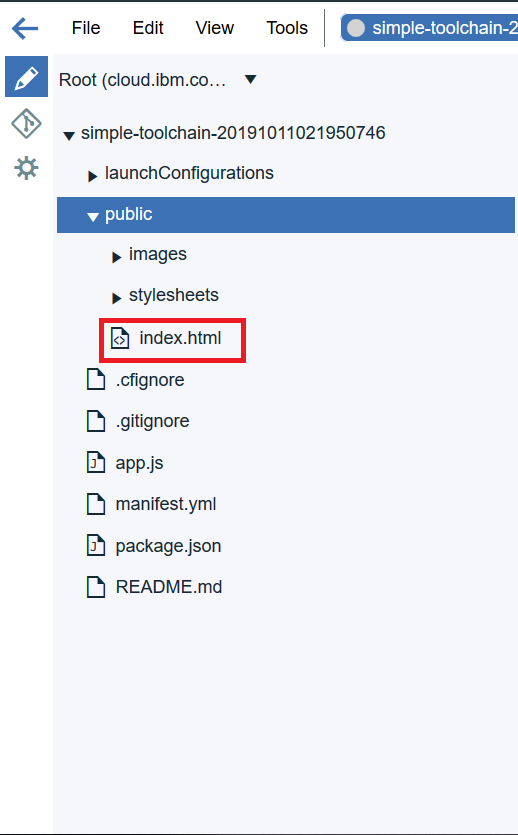 File Edit View Tools simple-toolchain-2
Root (cloud.ibm.co…
simple-toolchain-20191011021950746
launchConfigurations
public
images
stylesheets
index.html
.cfignore
.gitignore
app.js
manifest.yml
package.json
README.md